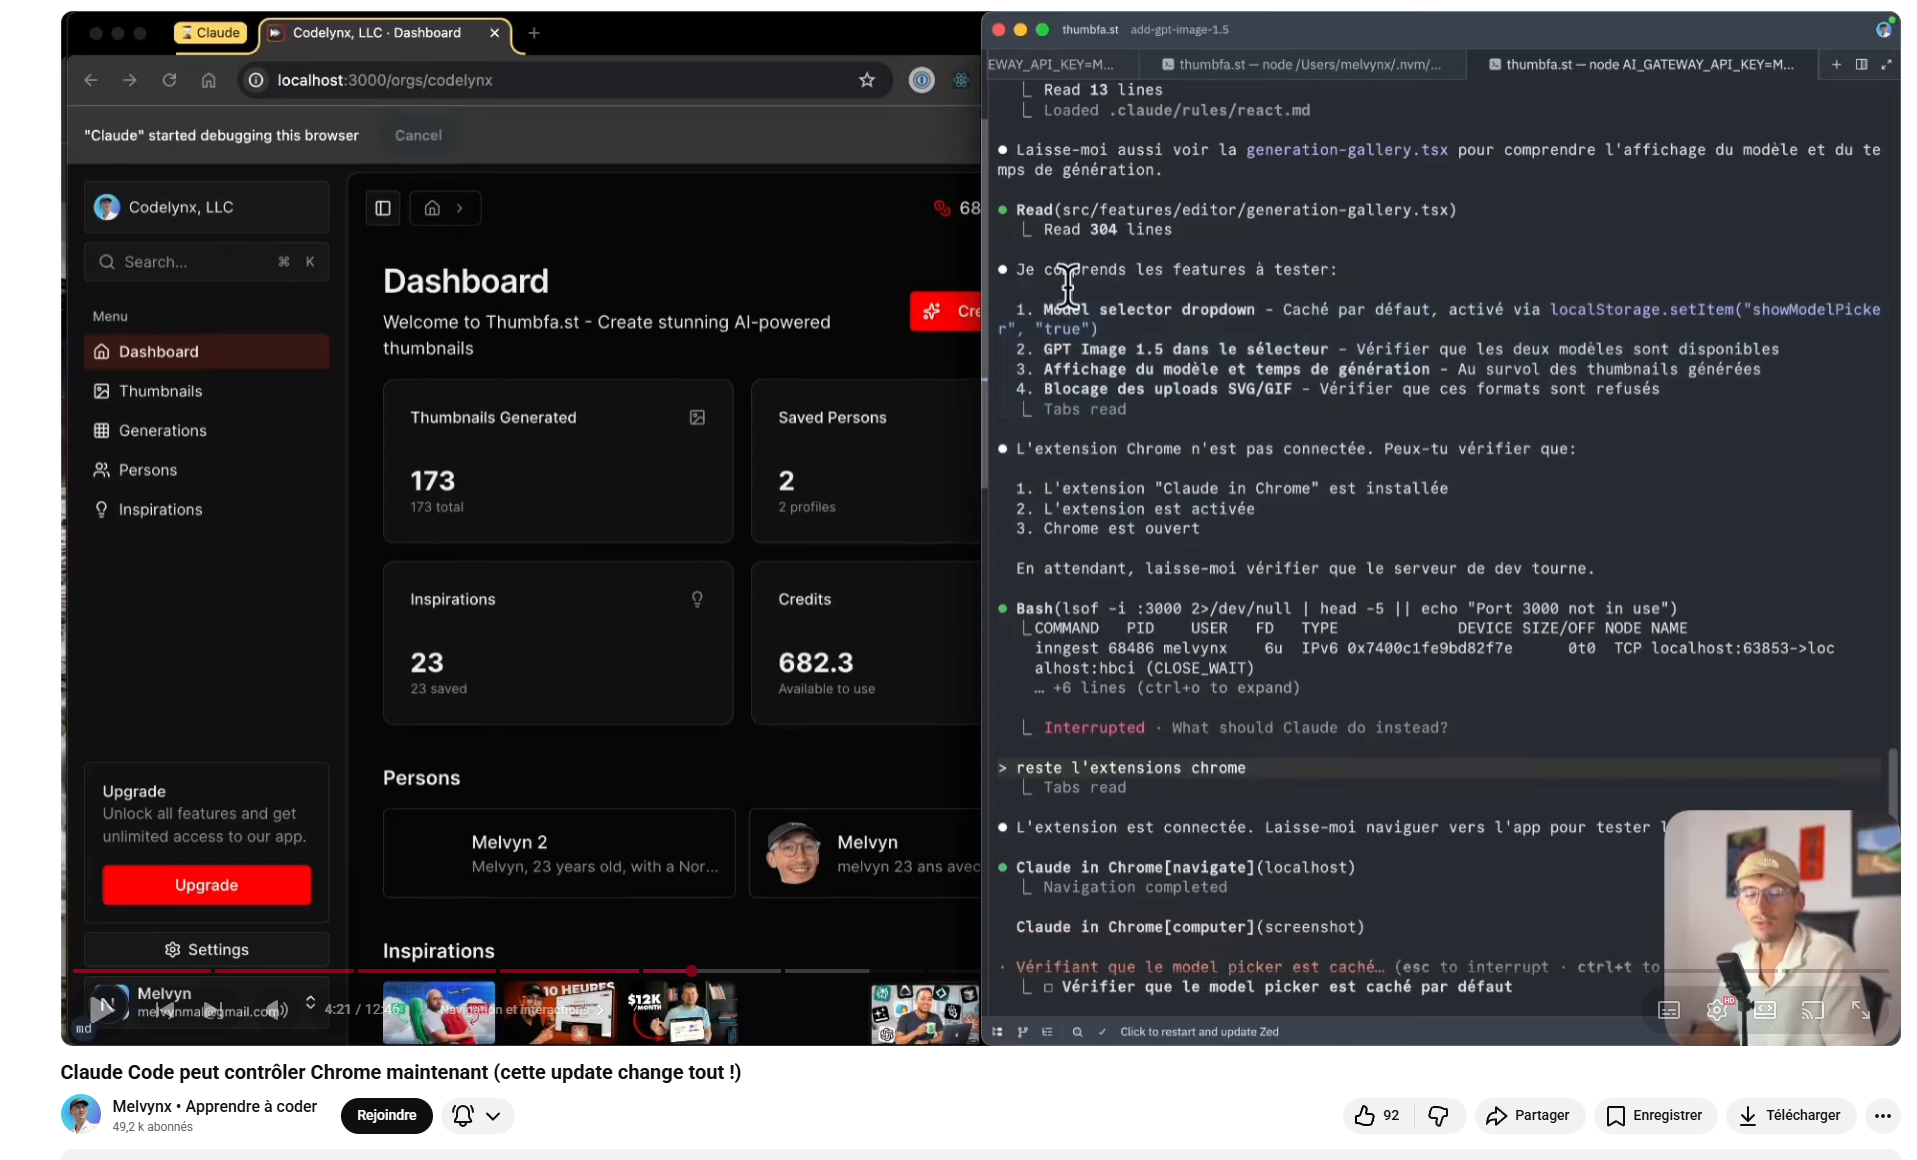 Claude
Codelynx, LLC · Dashboard
localhost:3000/orgs/codelynx
"Claude" started debugging this browser
Cancel
Codelynx, LLC
Search...
⌘ K
Menu
Dashboard
Thumbnails
Generations
Persons
Inspirations
Upgrade
Unlock all features and get
unlimited access to our app.
Upgrade
Settings
Melvyn
68
Dashboard
Welcome to Thumbfa.st - Create stunning AI-powered
thumbnails
Cre
Thumbnails Generated
173
173 total
Saved Persons
2
2 profiles
Inspirations
23
23 saved
Credits
682.3
Available to use
Persons
Melvyn 2
Melvyn, 23 years old, with a Nor...
Melvyn
melvyn 23 ans avec
Inspirations
10 HEURES
$12K
/MONTH
md
4:21 / 12:46
Navigation et interactions
thumbfa.st add-gpt-image-1.5
EWAY_API_KEY=M...
thumbfa.st — node /Users/melvynx/.nvm/...
thumbfa.st — node AI_GATEWAY_API_KEY=M...
Read 13 lines
Loaded .claude/rules/react.md
Laisse-moi aussi voir la generation-gallery.tsx pour comprendre l'affichage du modèle et du te
mps de génération.
Read(src/features/editor/generation-gallery.tsx)
Read 304 lines
Je comprends les features à tester:
1. Model selector dropdown - Caché par défaut, activé via localStorage.setItem("showModelPicke
r", "true")
2. GPT Image 1.5 dans le sélecteur - Vérifier que les deux modèles sont disponibles
3. Affichage du modèle et temps de génération - Au survol des thumbnails générées
4. Blocage des uploads SVG/GIF - Vérifier que ces formats sont refusés
Tabs read
L'extension Chrome n'est pas connectée. Peux-tu vérifier que:
1. L'extension "Claude in Chrome" est installée
2. L'extension est activée
3. Chrome est ouvert
En attendant, laisse-moi vérifier que le serveur de dev tourne.
Bash(lsof -i :3000 2>/dev/null | head -5 || echo "Port 3000 not in use")
COMMAND PID USER FD TYPE DEVICE SIZE/OFF NODE NAME
inngest 68486 melvynx 6u IPv6 0x7400c1fe9bd82f7e 0t0 TCP localhost:63853->loc
alhost:hbci (CLOSE_WAIT)
… +6 lines (ctrl+o to expand)
Interrupted · What should Claude do instead?
> reste l'extensions chrome
Tabs read
L'extension est connectée. Laisse-moi naviguer vers l'app pour tester l
Claude in Chrome[navigate](localhost)
Navigation completed
Claude in Chrome[computer](screenshot)
· Vérifiant que le model picker est caché… (esc to interrupt · ctrl+t to
Vérifier que le model picker est caché par défaut
HD
Click to restart and update Zed
Claude Code peut contrôler Chrome maintenant (cette update change tout !)
Melvynx • Apprendre à coder
49,2 k abonnés
Rejoindre
92
Partager
Enregistrer
Télécharger